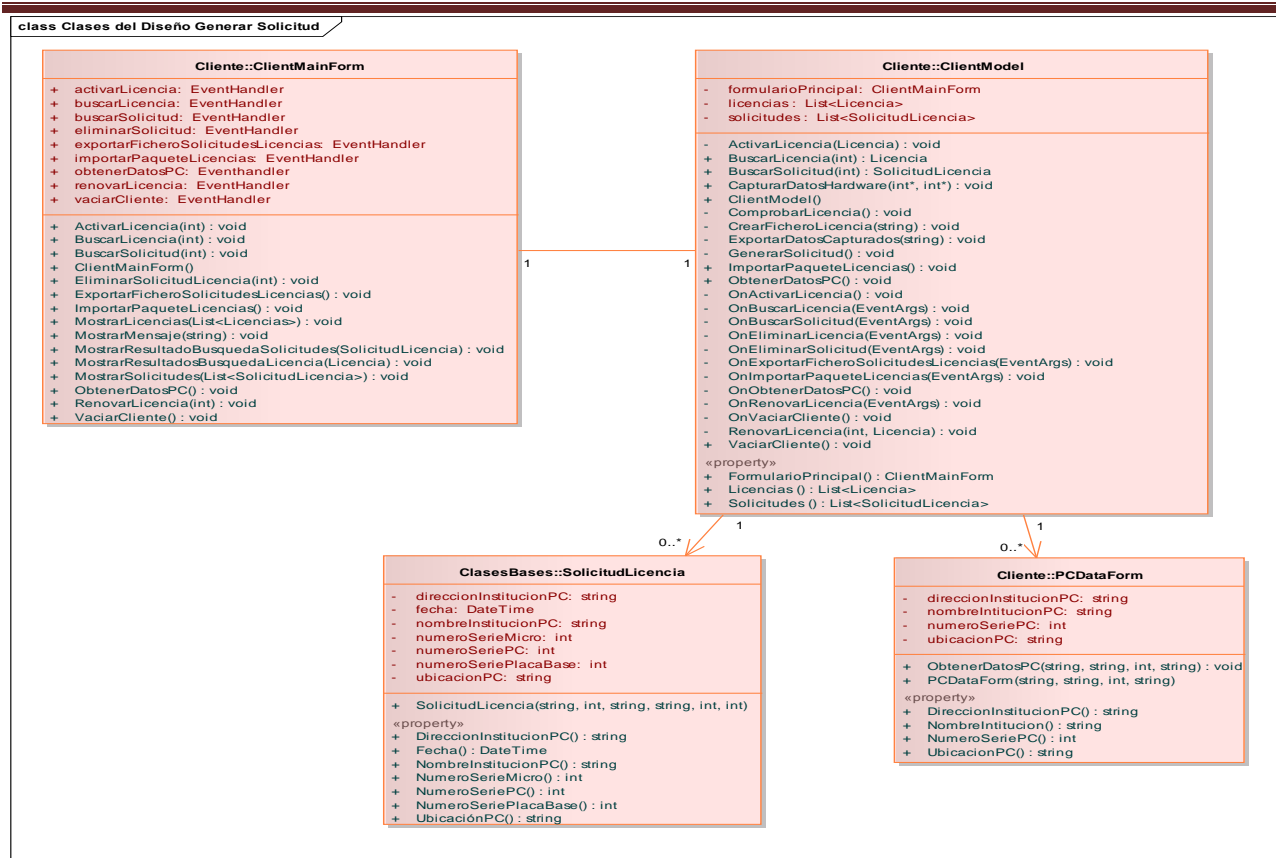 class Clases del Diseño Generar Solicitud
Cliente::ClientMainForm
+ activarLicencia: EventHandler
+ buscarLicencia: EventHandler
+ buscarSolicitud: EventHandler
+ eliminarSolicitud: EventHandler
+ exportarFicheroSolicitudesLicencias: EventHandler
+ importarPaqueteLicencias: EventHandler
+ obtenerDatosPC: Eventhandler
+ renovarLicencia: EventHandler
+ vaciarCliente: EventHandler
+ ActivarLicencia(int) : void
+ BuscarLicencia(int) : void
+ BuscarSolicitud(int) : void
+ ClientMainForm()
+ EliminarSolicitudLicencia(int) : void
+ ExportarFicheroSolicitudesLicencias() : void
+ ImportarPaqueteLicencias() : void
+ MostrarLicencias(List<Licencias>) : void
+ MostrarMensaje(string) : void
+ MostrarResultadoBusquedaSolicitudes(SolicitudLicencia) : void
+ MostrarResultadosBusquedaLicencia(Licencia) : void
+ MostrarSolicitudes(List<SolicitudLicencia>) : void
+ ObtenerDatosPC() : void
+ RenovarLicencia(int) : void
+ VaciarCliente() : void
1
1
Cliente::ClientModel
- formularioPrincipal: ClientMainForm
- licencias : List<Licencia>
- solicitudes : List<SolicitudLicencia>
- ActivarLicencia(Licencia) : void
+ BuscarLicencia(int) : Licencia
+ BuscarSolicitud(int) : SolicitudLicencia
+ CapturarDatosHardware(int*, int*) : void
+ ClientModel()
- ComprobarLicencia() : void
- CrearFicheroLicencia(string) : void
- ExportarDatosCapturados(string) : void
- GenerarSolicitud() : void
+ ImportarPaqueteLicencias() : void
+ ObtenerDatosPC() : void
- OnActivarLicencia() : void
- OnBuscarLicencia(EventArgs) : void
- OnBuscarSolicitud(EventArgs) : void
- OnEliminarLicencia(EventArgs) : void
- OnEliminarSolicitud(EventArgs) : void
- OnExportarFicheroSolicitudesLicencias(EventArgs) : void
- OnImportarPaqueteLicencias(EventArgs) : void
- OnObtenerDatosPC() : void
- OnRenovarLicencia(EventArgs) : void
- OnVaciarCliente() : void
- RenovarLicencia(int, Licencia) : void
+ VaciarCliente() : void
«property»
+ FormularioPrincipal() : ClientMainForm
+ Licencias () : List<Licencia>
+ Solicitudes () : List<SolicitudLicencia>
1
0..*
1
0..*
ClasesBases::SolicitudLicencia
- direccionInstitucionPC: string
- fecha: DateTime
- nombreInstitucionPC: string
- numeroSerieMicro: int
- numeroSeriePC: int
- numeroSeriePlacaBase: int
- ubicacionPC: string
+ SolicitudLicencia(string, int, string, string, int, int)
«property»
+ DireccionInstitucionPC() : string
+ Fecha() : DateTime
+ NombreInstitucionPC() : string
+ NumeroSerieMicro() : int
+ NumeroSeriePC() : int
+ NumeroSeriePlacaBase() : int
+ UbicaciónPC() : string
Cliente::PCDataForm
- direccionInstitucionPC: string
- nombreIntitucionPC: string
- numeroSeriePC: int
- ubicacionPC: string
+ ObtenerDatosPC(string, string, int, string) : void
+ PCDataForm(string, string, int, string)
«property»
+ DireccionInstitucionPC() : string
+ NombreIntitucion() : string
+ NumeroSeriePC() : int
+ UbicacionPC() : string